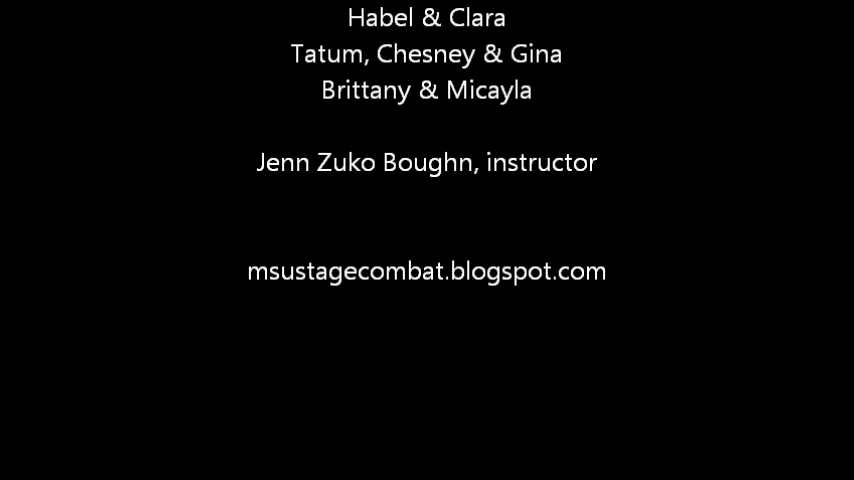 Habel & Clara
Tatum, Chesney & Gina
Brittany & Micayla
Jenn Zuko Boughn, instructor
msustagecombat.blogspot.com